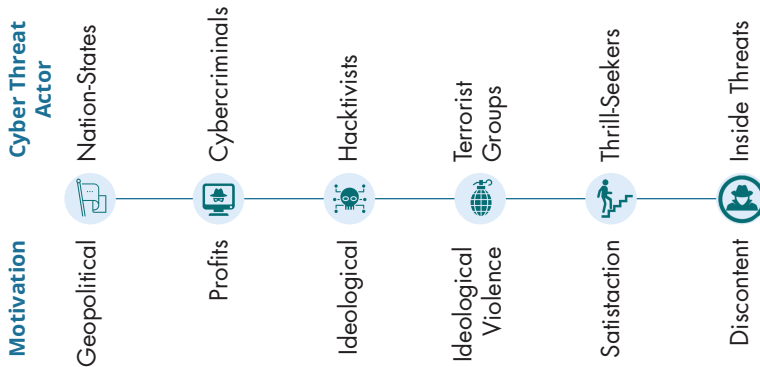 Cyber Threat
Actor
Nation-States
Cybercriminals
Hacktivists
Terrorist
Groups
Thrill-Seekers
Inside Threats
Motivation
Geopolitical
Profits
Ideological
Ideological
Violence
Satistaction
Discontent